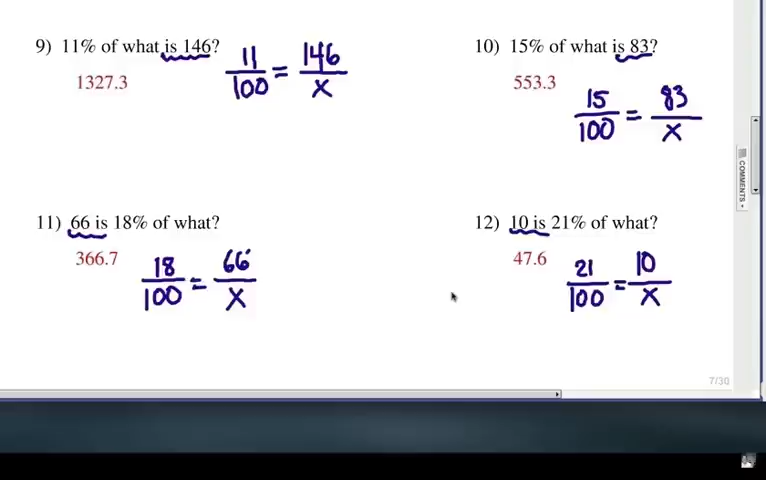 9) 11% of what is 146?
1327.3
11/100 = 146/x
10) 15% of what is 83?
553.3
15/100 = 83/x
11) 66 is 18% of what?
366.7
18/100 = 66/x
12) 10 is 21% of what?
47.6
21/100 = 10/x
COMMENTS
7/30